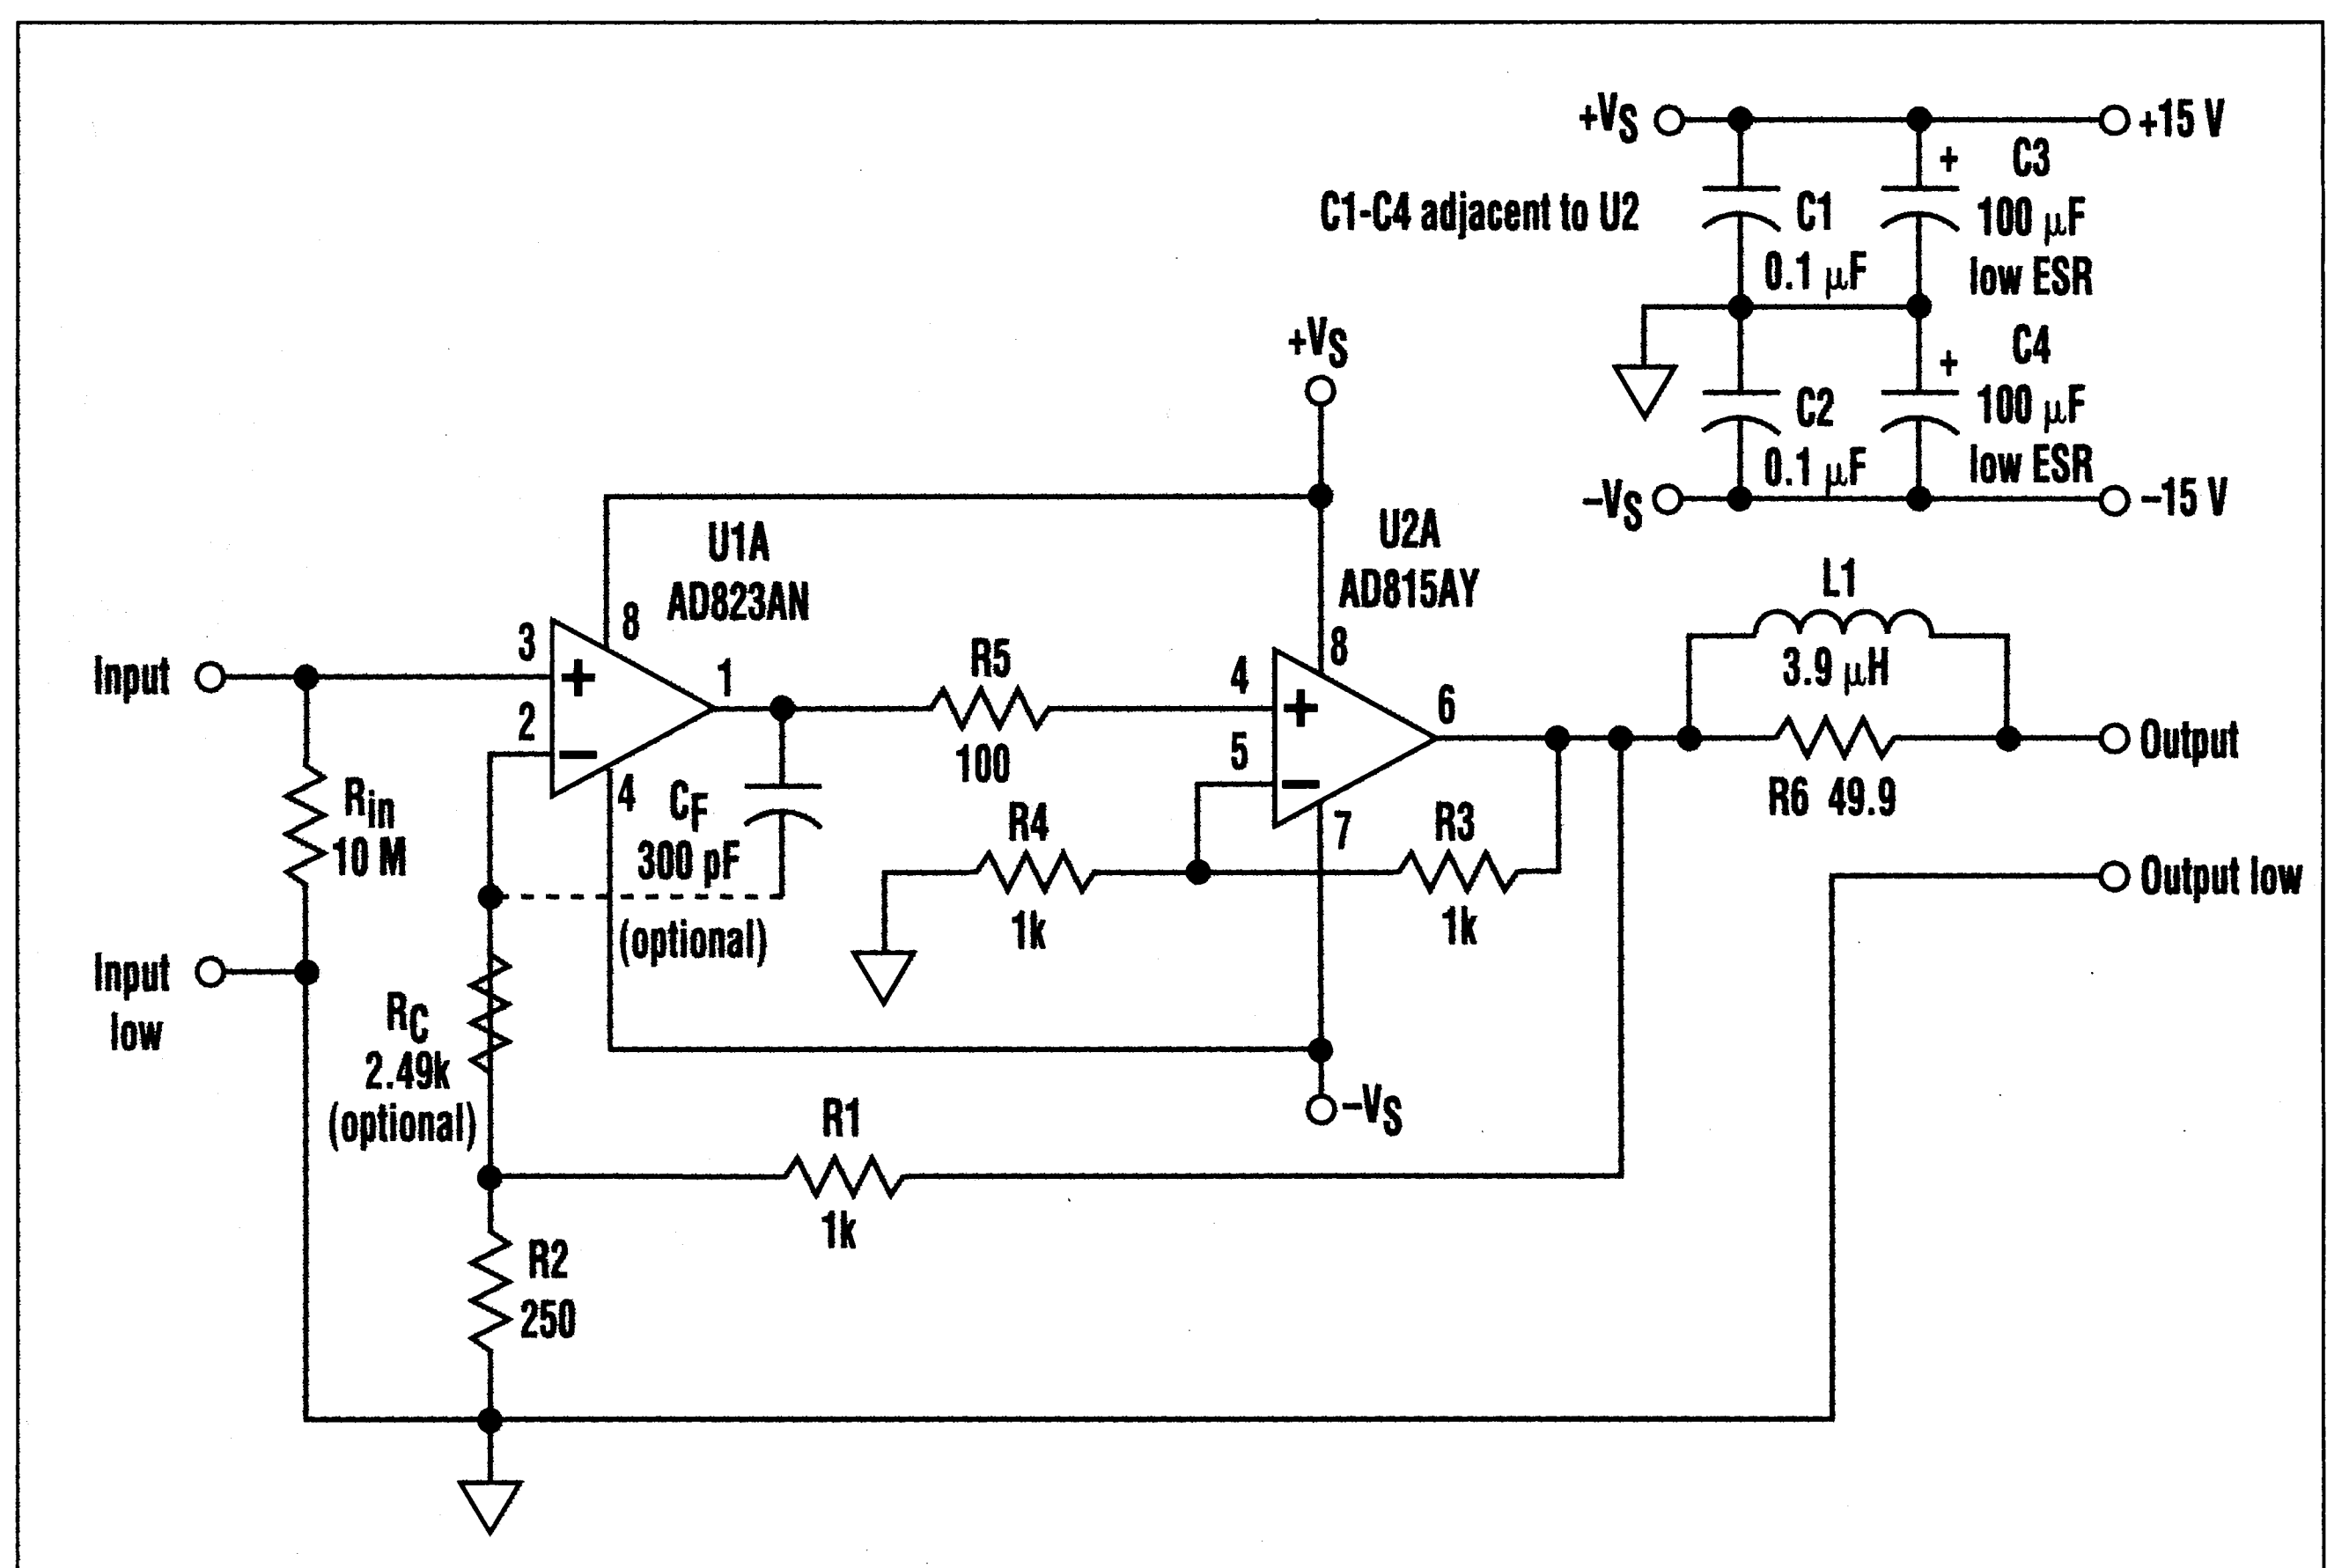 +VS
+15 V
C3
100 µF
low ESR
C1-C4 adjacent to U2
C1
0.1 µF
+
+VS
C4
100 µF
low ESR
+
C2
0.1 µF
–VS
–15 V
U1A
AD823AN
U2A
AD815AY
L1
3.9 µH
8
3
Input
+
1
2
–
4
R5
100
8
4
+
6
5
–
7
Output
R6 49.9
Rin
10 M
CF
300 pF
(optional)
R4
1k
R3
1k
Output low
Input
low
RC
2.49k
(optional)
–VS
R1
1k
R2
250